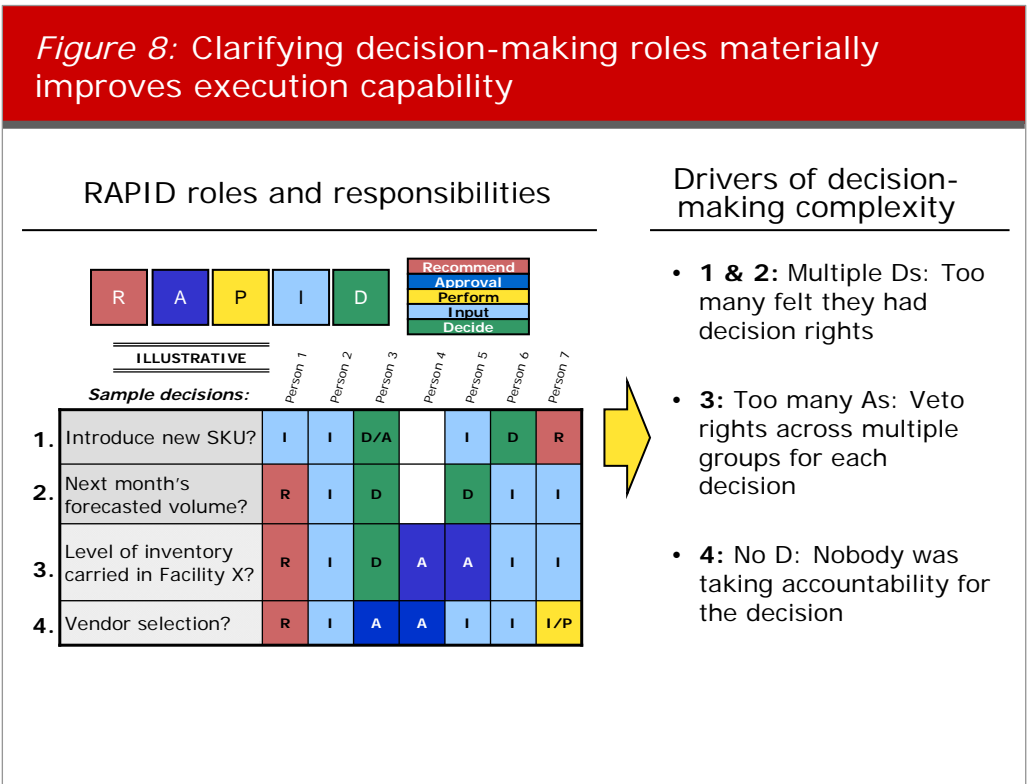 Figure 8: Clarifying decision-making roles materially
improves execution capability
RAPID roles and responsibilities
R A P I D
Recommend
Approval
Perform
Input
Decide
ILLUSTRATIVE
Sample decisions:
Person 1 Person 2 Person 3 Person 4 Person 5 Person 6 Person 7
1. Introduce new SKU? I I D/A I D R
2. Next month's
forecasted volume? R I D D I I
3. Level of inventory
carried in Facility X? R I D A A I I
4. Vendor selection? R I A A I I I/P
Drivers of decision-
making complexity
• 1 & 2: Multiple Ds: Too
many felt they had
decision rights
• 3: Too many As: Veto
rights across multiple
groups for each
decision
• 4: No D: Nobody was
taking accountability for
the decision